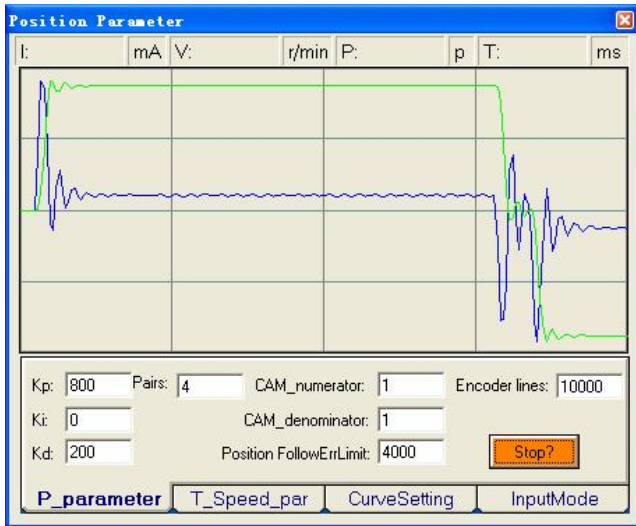 Position Parameter
I: mA V: r/min P: p T: ms
Kp: 800 Pairs: 4 CAM_numerator: 1 Encoder lines: 10000
Ki: 0 CAM_denominator: 1
Kd: 200 Position FollowErrLimit: 4000 Stop?
P_parameter T_Speed_par CurveSetting InputMode